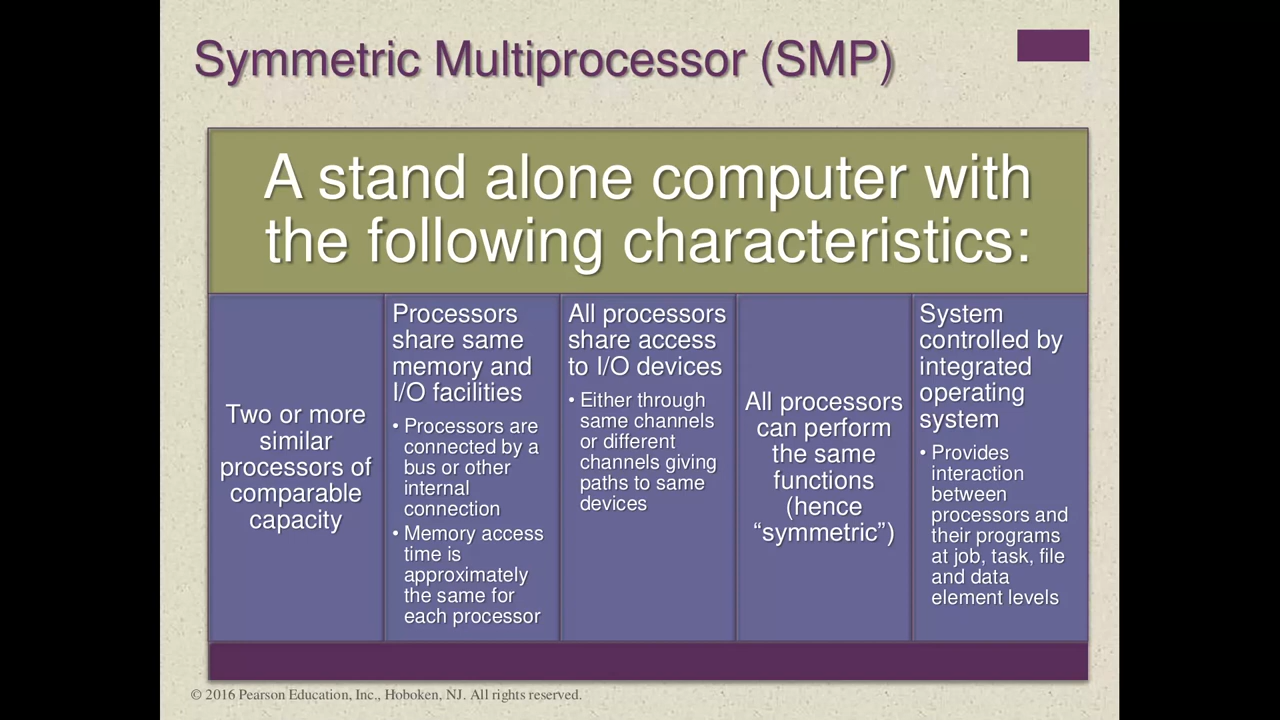 Symmetric Multiprocessor (SMP)
A stand alone computer with
the following characteristics:
Two or more
similar
processors of
comparable
capacity
Processors
share same
memory and
I/O facilities
• Processors are
connected by a
bus or other
internal
connection
• Memory access
time is
approximately
the same for
each processor
All processors
share access
to I/O devices
• Either through
same channels
or different
channels giving
paths to same
devices
All processors
can perform
the same
functions
(hence
“symmetric”)
System
controlled by
integrated
operating
system
• Provides
interaction
between
processors and
their programs
at job, task, file
and data
element levels
© 2016 Pearson Education, Inc., Hoboken, NJ. All rights reserved.